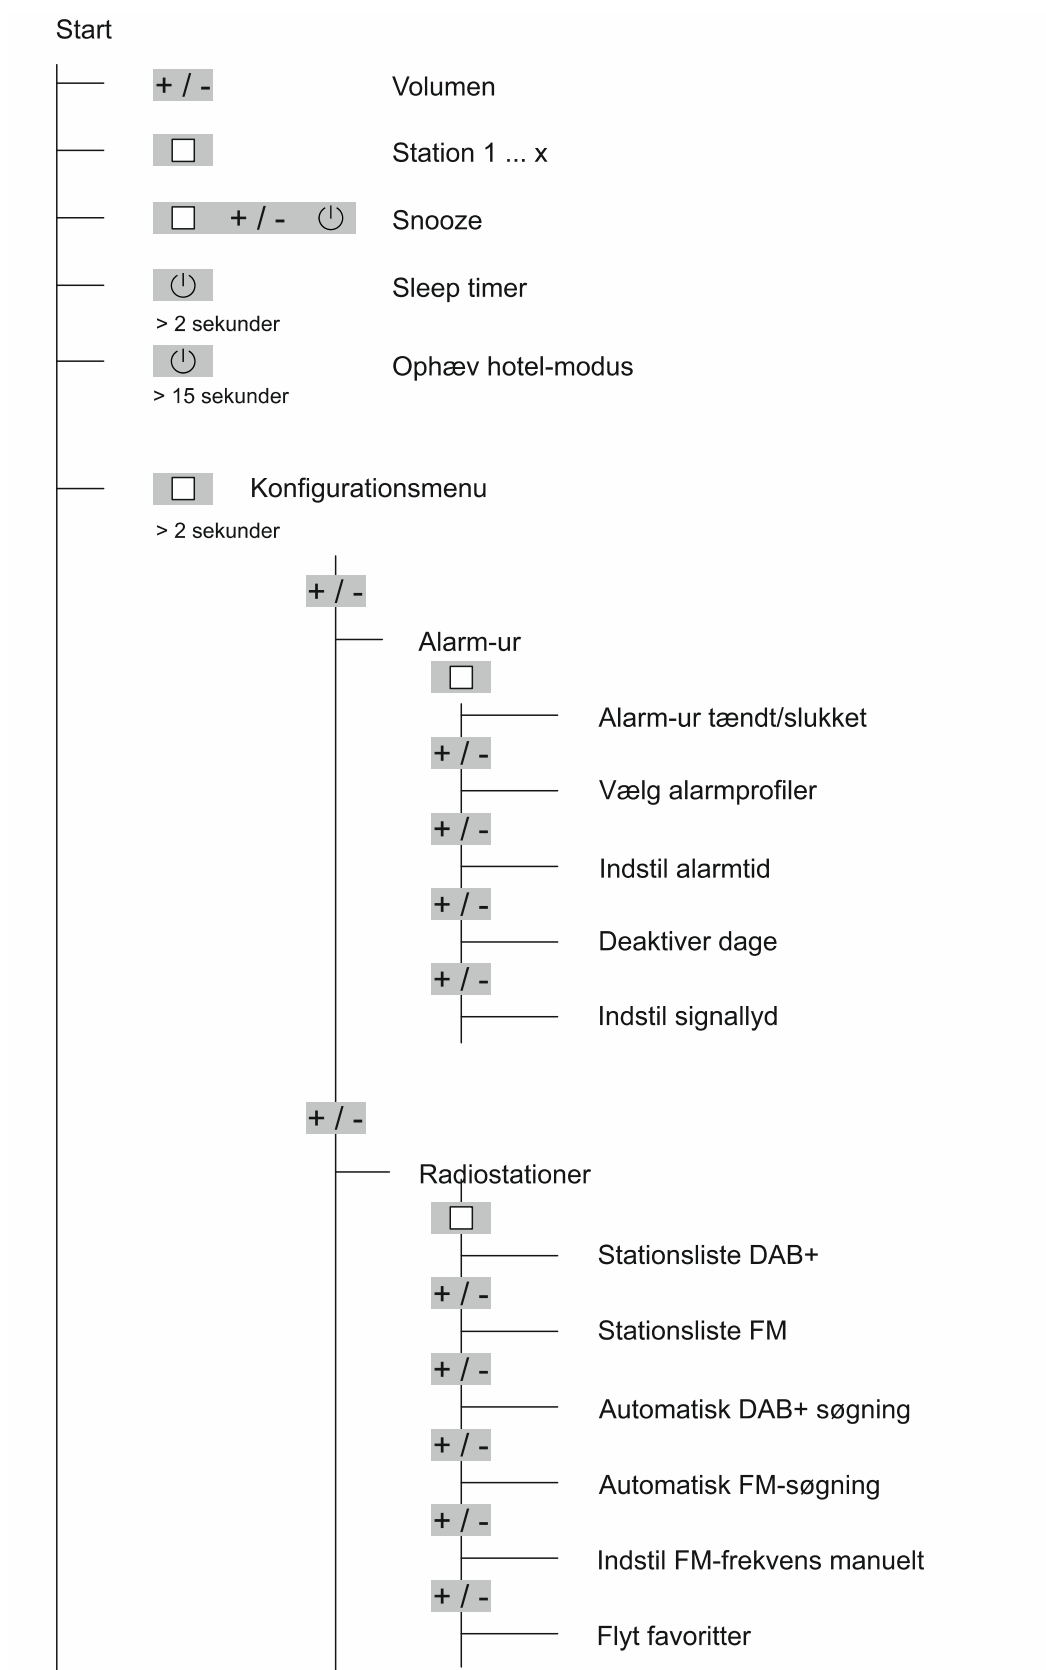 Start
+ / - Volumen
Station 1 ... x
+ / - Snooze
Sleep timer
> 2 sekunder
Ophæv hotel-modus
> 15 sekunder
Konfigurationsmenu
> 2 sekunder
+ / -
Alarm-ur
Alarm-ur tændt/slukket
+ / -
Vælg alarmprofiler
+ / -
Indstil alarmtid
+ / -
Deaktiver dage
+ / -
Indstil signallyd
+ / -
Radiostationer
Stationsliste DAB+
+ / -
Stationsliste FM
+ / -
Automatisk DAB+ søgning
+ / -
Automatisk FM-søgning
+ / -
Indstil FM-frekvens manuelt
+ / -
Flyt favoritter